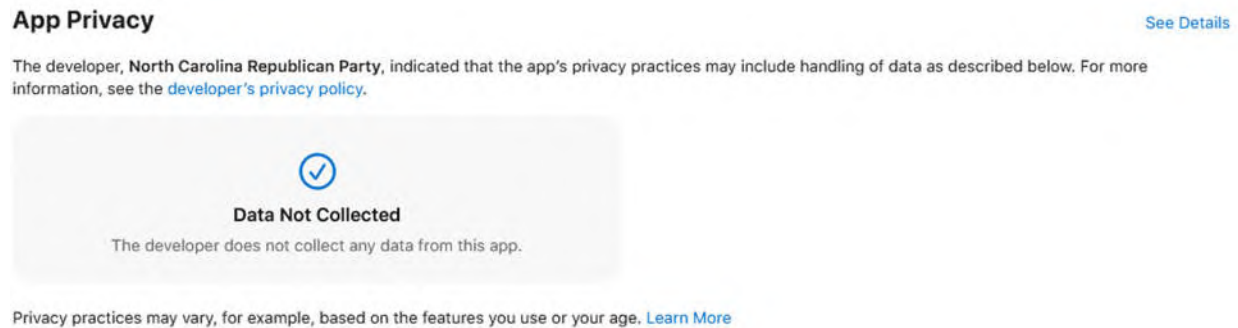 App Privacy
See Details
The developer, North Carolina Republican Party, indicated that the app's privacy practices may include handling of data as described below. For more
information, see the developer's privacy policy.
Data Not Collected
The developer does not collect any data from this app.
Privacy practices may vary, for example, based on the features you use or your age. Learn More